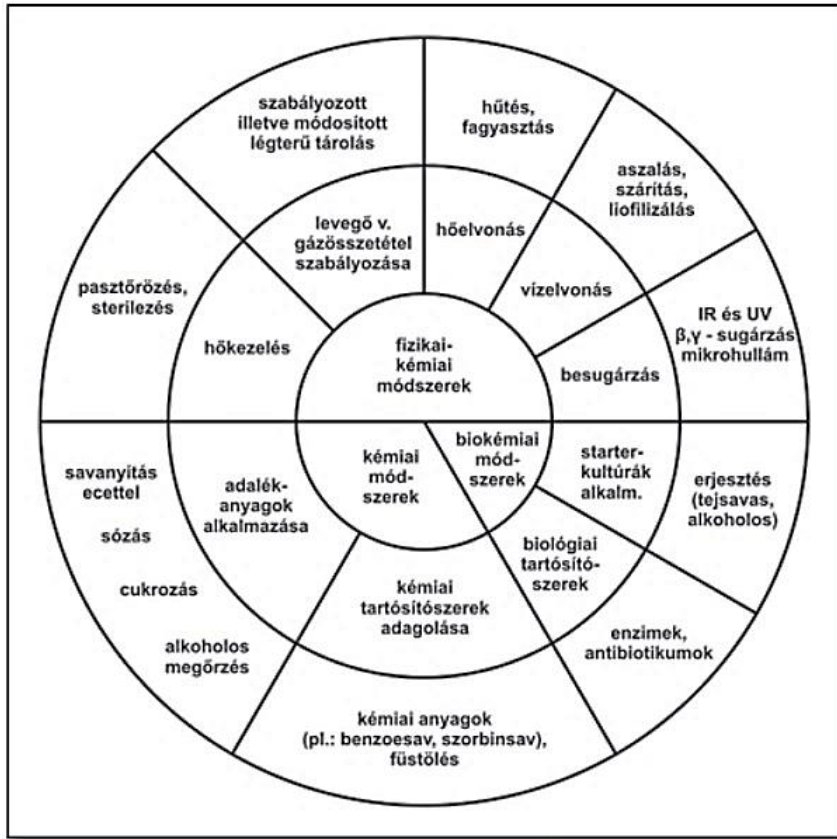 szabályozott
illetve módosított
légterű tárolás
hűtés,
fagyasztás
aszalás,
szárítás,
liofilizálás
IR és UV
β,γ - sugárzás
mikrohullám
pasztőrözés,
sterilezés
levegő v.
gázösszetétel
szabályozása
hőelvonás
vízelvonás
besugárzás
hőkezelés
fizikai-
kémiai
módszerek
kémiai
mód-
szerek
biokémiai
mód-
szerek
starter-
kultúrák
alkalm.
erjesztés
(tejsavas,
alkoholos)
biológiai
tartósító-
szerek
enzimek,
antibiotikumok
adalék-
anyagok
alkalmazása
savanyítás
ecettel
sózás
cukrozás
alkoholos
megőrzés
kémiai
tartósítószerek
adagolása
kémiai anyagok
(pl.: benzoesav, szorbinsav),
füstölés